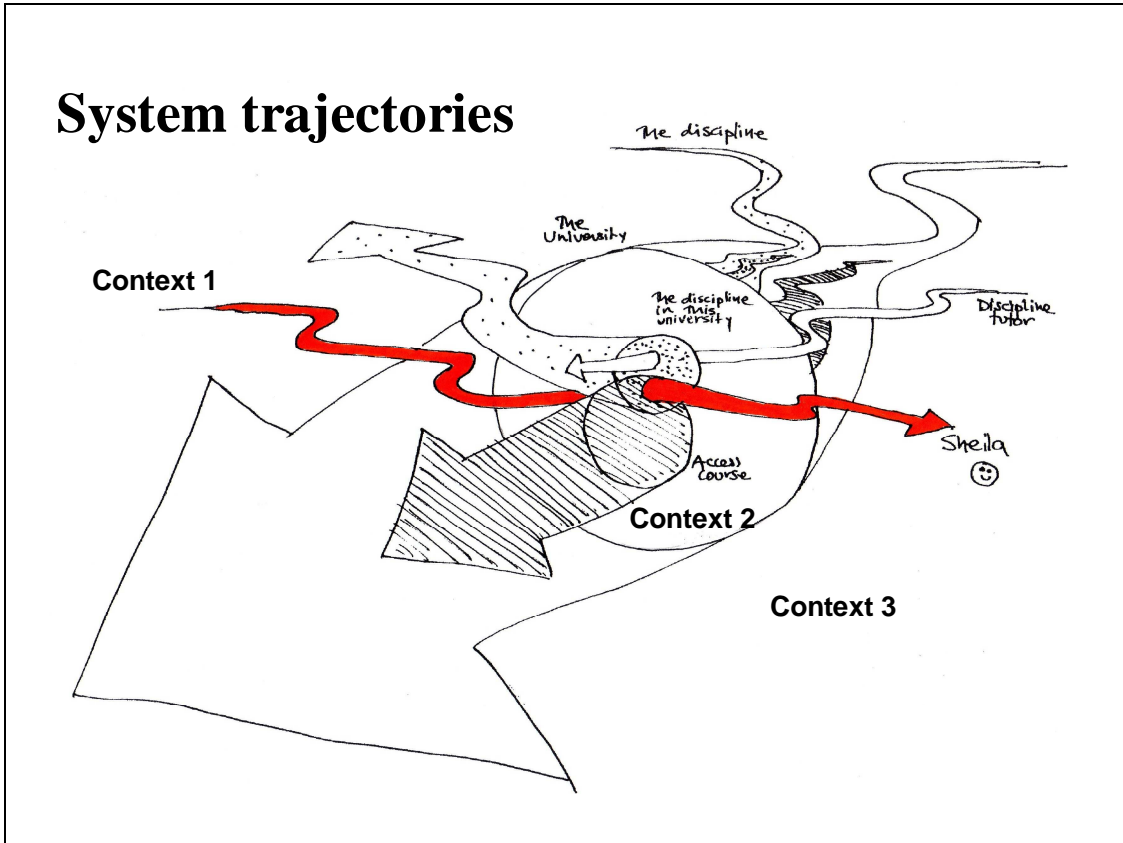 System trajectories
The discipline
The
University
Context 1
The discipline
in this
university
Discipline
tutor
Sheila
Access
course
Context 2
Context 3